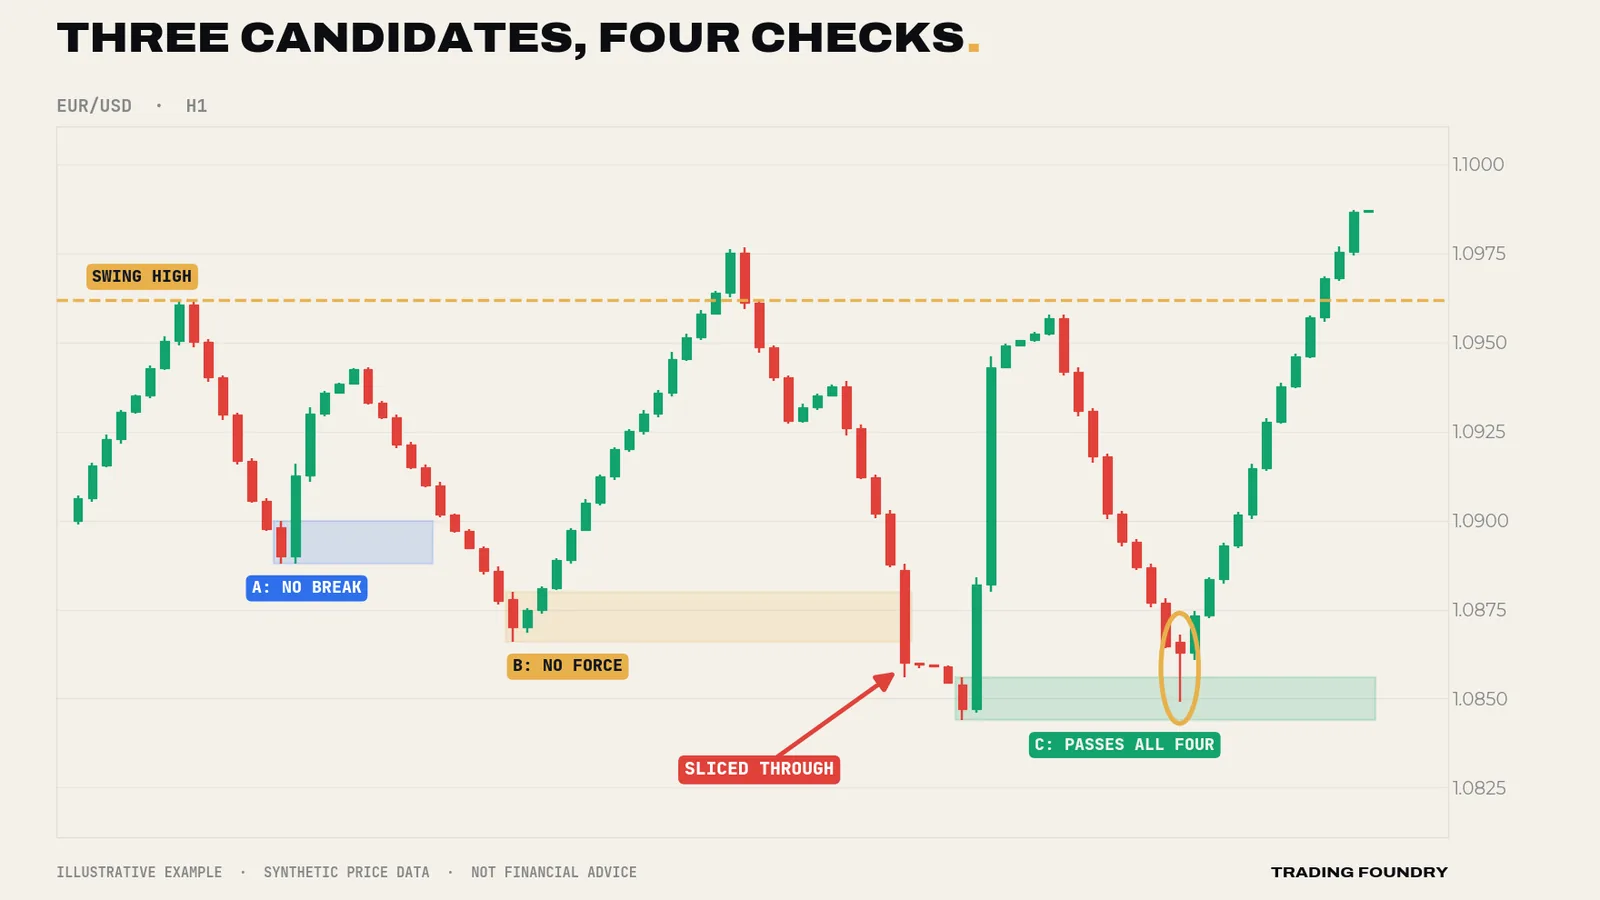 THREE CANDIDATES, FOUR CHECKS.
EUR/USD · H1
1.1000
1.0975
SWING HIGH
1.0950
1.0925
1.0900
A: NO BREAK
1.0875
B: NO FORCE
1.0850
C: PASSES ALL FOUR
SLICED THROUGH
1.0825
ILLUSTRATIVE EXAMPLE · SYNTHETIC PRICE DATA · NOT FINANCIAL ADVICE
TRADING FOUNDRY